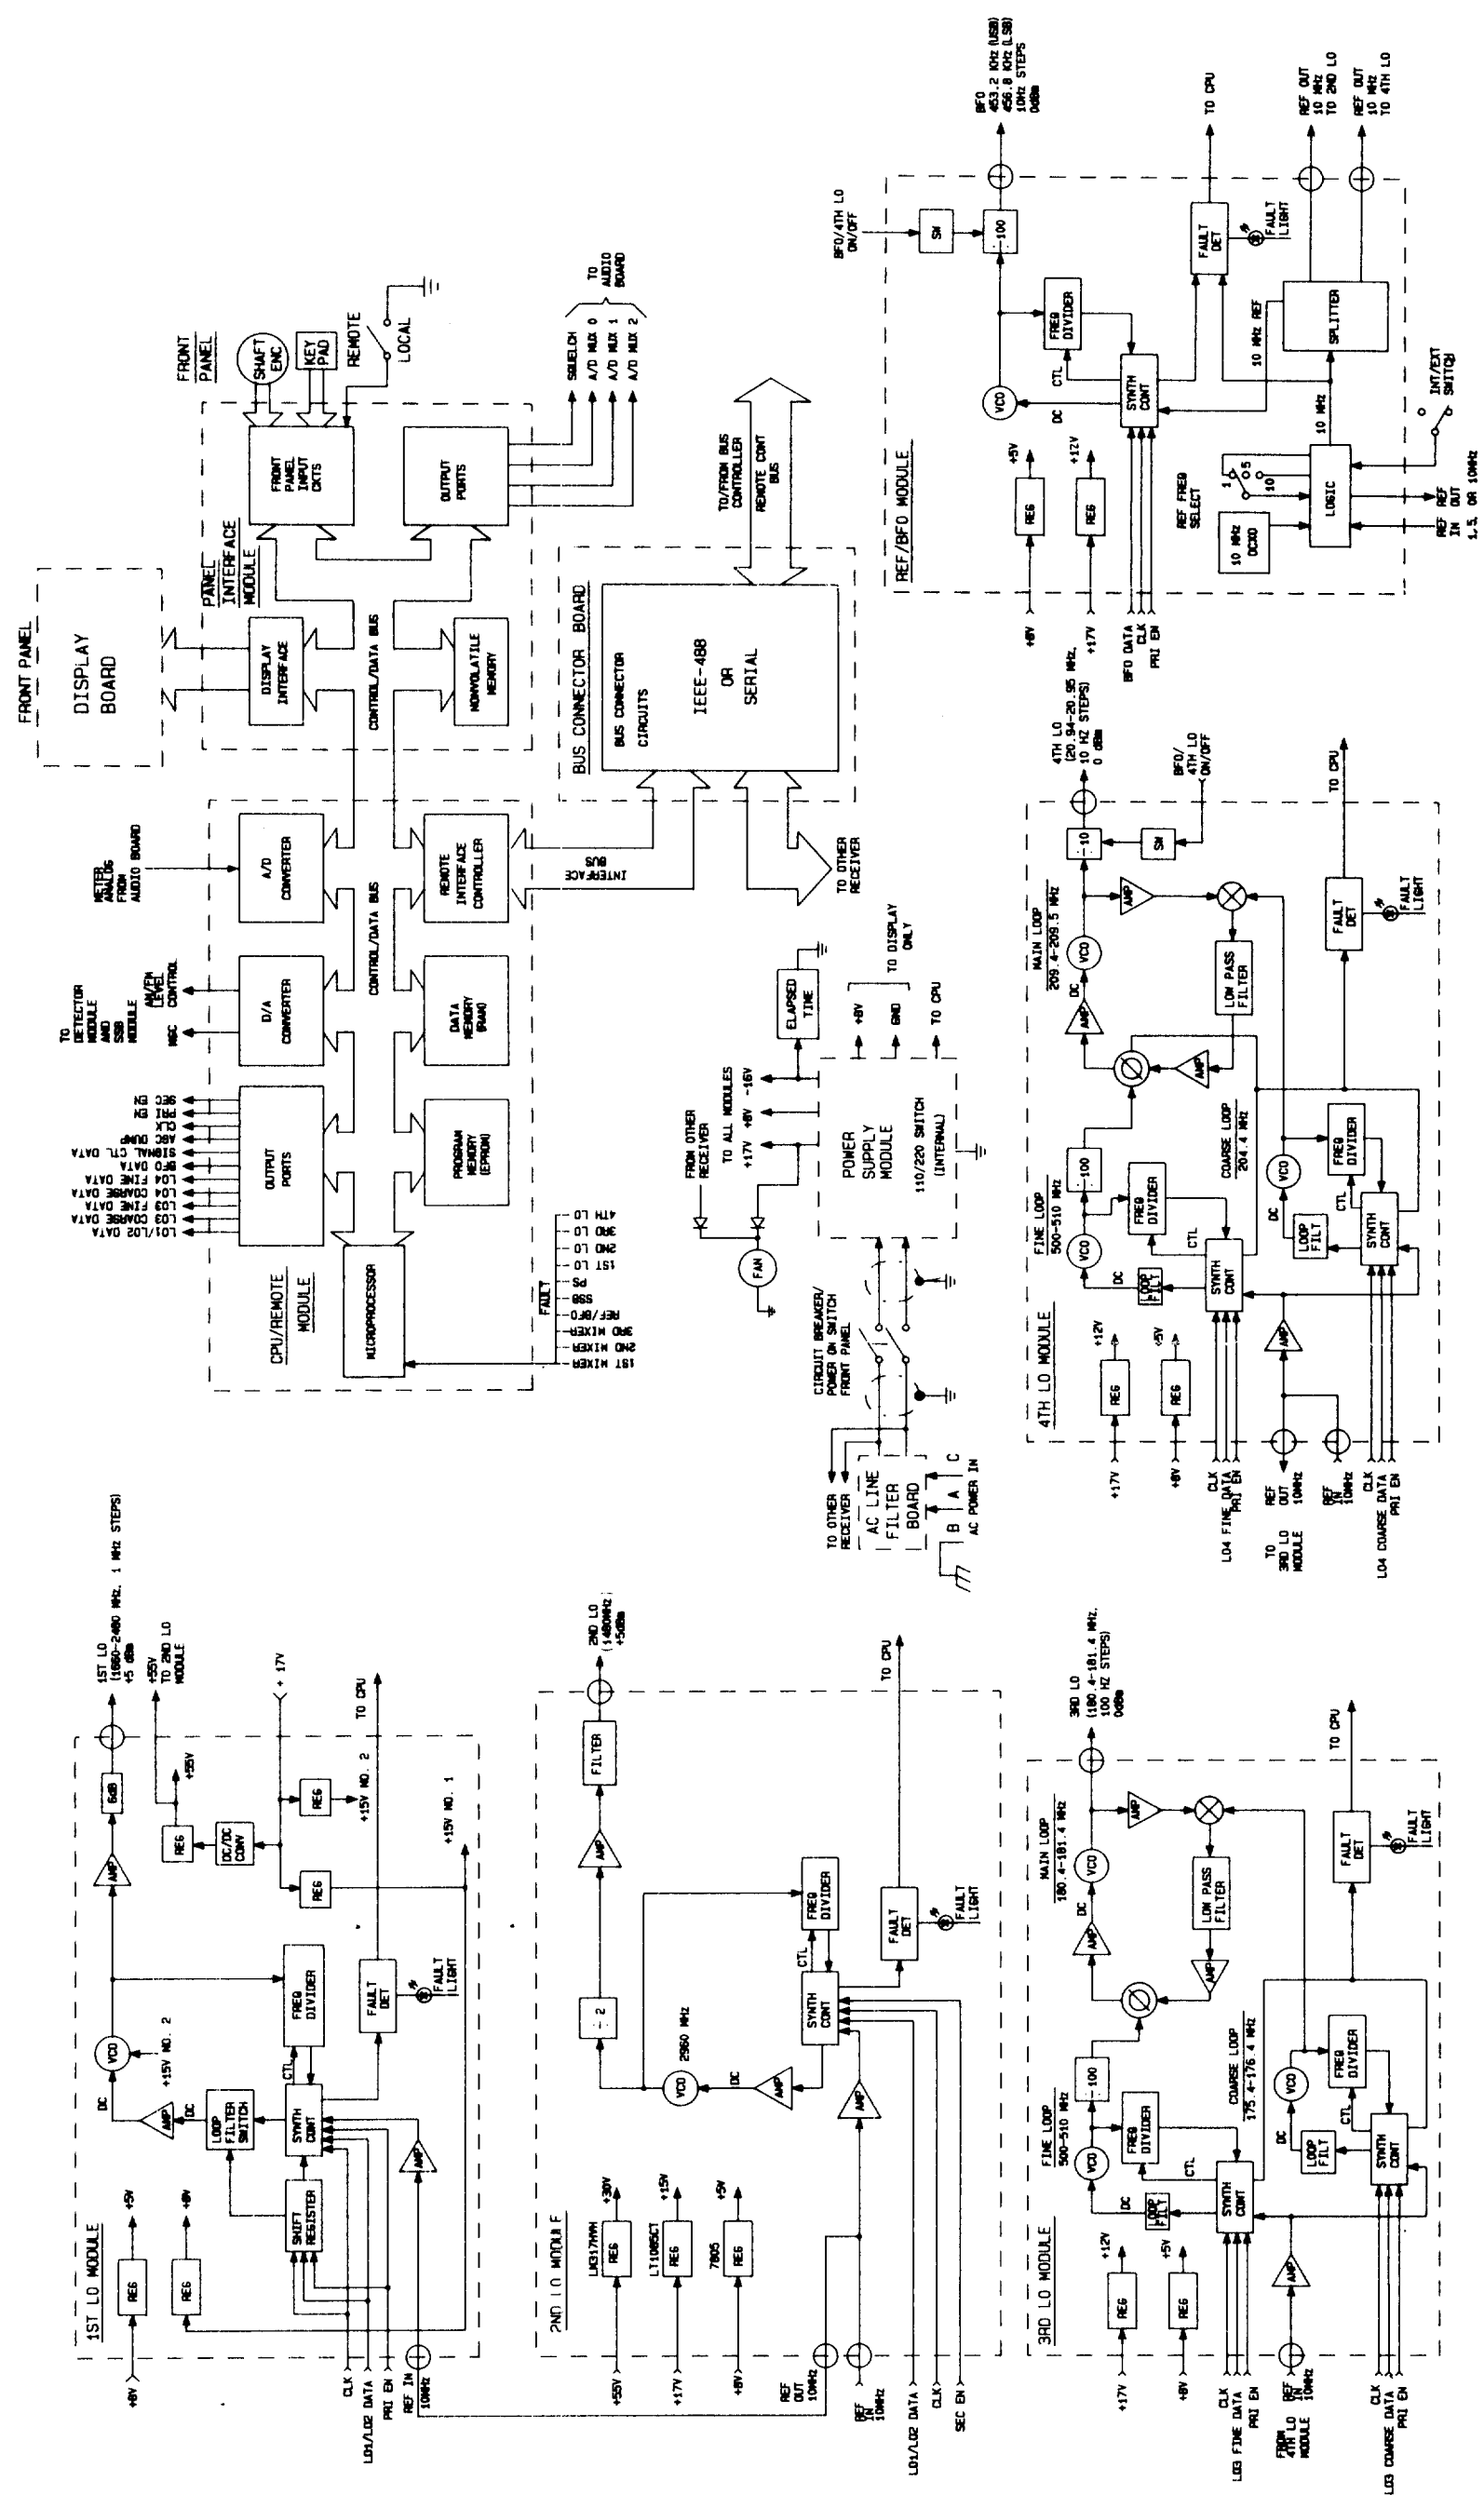 FRONT PANEL
DISPLAY
BOARD
PANEL
INTERFACE
MODULE
DISPLAY
INTERFACE
CONTROL/DATA BUS
NONVOLATILE
MEMORY
FRONT
PANEL
INPUT
CKTS
OUTPUT
PORTS
FRONT
PANEL
SHAFT
ENC
KEY
PAD
REMOTE
LOCAL
SQUELCH
A/D MUX 0
A/D MUX 1
A/D MUX 2
TO
AUDIO
BOARD
METER
ANALOG
FROM
AUDIO BOARD
A/D
CONVERTER
REMOTE
INTERFACE
CONTROLLER
TO
DETECTOR
MODULE
AND
SSB
MODULE
MGC
AM/FM
LEVEL
CONTROL
D/A
CONVERTER
CONTROL/DATA BUS
DATA
MEMORY
(RAM)
SEC EN
PRI EN
CLK
AGC DUMP
SIGNAL CTL DATA
BFO DATA
LO4 FINE DATA
LO4 COARSE DATA
LO3 FINE DATA
LO3 COARSE DATA
LO1/LO2 DATA
OUTPUT
PORTS
PROGRAM
MEMORY
(EPROM)
CPU/REMOTE
MODULE
MICROPROCESSOR
FAULT
4TH LO
3RD LO
2ND LO
1ST LO
PS
SSB
REF/BFO
3RD MIXER
2ND MIXER
1ST MIXER
INTERFACE
BUS
BUS CONNECTOR BOARD
BUS CONNECTOR
CIRCUITS
IEEE-488
OR
SERIAL
TO/FROM BUS
CONTROLLER
REMOTE CONT
BUS
TO OTHER
RECEIVER
ELAPSED
TIME
FROM OTHER
RECEIVER
TO ALL MODULES
+17V +8V -16V
FAN
POWER
SUPPLY
MODULE
110/220 SWITCH
(INTERNAL)
+8V
GND
TO DISPLAY
ONLY
TO CPU
CIRCUIT BREAKER/
POWER ON SWITCH
FRONT PANEL
TO OTHER
RECEIVER
AC LINE
FILTER
BOARD
B A C
AC POWER IN
REF/BFO MODULE
+8V
REG
+5V
+17V
REG
+12V
BFO DATA
CLK
PRI EN
VCO
DC
CTL
FREQ
DIVIDER
SYNTH
CONT
BFO/4TH LO
ON/OFF
SW
÷100
BFO
453.2 KHz (USB)
456.8 KHz (LSB)
10Hz STEPS
0dBm
FAULT
DET
FAULT
LIGHT
TO CPU
10 MHz REF
SPLITTER
REF OUT
10 MHz
TO 2ND LO
REF OUT
10 MHz
TO 4TH LO
10 MHz
REF FREQ
SELECT
1
5
10
10 MHz
OCXO
LOGIC
INT/EXT
SWITCH
REF
IN
REF
OUT
1,5, OR 10MHz
4TH LO MODULE
+17V
REG
+12V
+8V
REG
+5V
CLK
LO4 FINE DATA
PRI EN
TO
3RD LO
MODULE
REF
OUT
10MHz
REF
IN
10MHz
CLK
LO4 COARSE DATA
PRI EN
AMP
FINE LOOP
500-510 MHz
VCO
DC
LOOP
FILT
÷100
FREQ
DIVIDER
CTL
SYNTH
CONT
COARSE LOOP
204.4 MHz
VCO
DC
LOOP
FILT
FREQ
DIVIDER
CTL
SYNTH
CONT
MAIN LOOP
209.4-209.5 MHz
AMP
DC
VCO
AMP
LOW PASS
FILTER
AMP
÷10
SW
4TH LO
(20.94-20.95 MHz,
10 HZ STEPS)
0 dBm
BFO/
4TH LO
ON/OFF
FAULT
DET
FAULT
LIGHT
TO CPU
1ST LO MODULE
+8V
REG
+5V
REG
+8V
CLK
LO1/LO2 DATA
PRI EN
REF IN
10MHz
SHIFT
REGISTER
LOOP
FILTER
SWITCH
DC
AMP
DC
VCO
+15V NO. 2
SYNTH
CONT
CTL
FREQ
DIVIDER
AMP
FAULT
DET
FAULT
LIGHT
TO CPU
AMP
6dB
1ST LO
(1660-2480 MHz, 1 MHz STEPS)
+5 dBm
REG
+55V
+55V
TO 2ND LO
MODULE
DC/DC
CONV
+ 17V
REG
+15V NO. 2
REG
+15V NO. 1
2ND LO MODULE
+55V
LM317MVH
REG
+30V
+17V
LT1085CT
REG
+15V
+8V
7805
REG
+5V
REF
OUT
10MHz
REF
IN
10MHz
LO1/LO2 DATA
CLK
SEC EN
÷2
VCO
2960 MHz
DC
AMP
AMP
SYNTH
CONT
CTL
FREQ
DIVIDER
FAULT
DET
FAULT
LIGHT
TO CPU
AMP
FILTER
2ND LO
(1480MHz)
+5dBm
3RD LO MODULE
+17V
REG
+12V
+8V
REG
+5V
CLK
LO3 FINE DATA
PRI EN
FROM
4TH LO
MODULE
REF
IN
10MHz
CLK
LO3 COARSE DATA
PRI EN
AMP
FINE LOOP
500-510 MHz
VCO
DC
LOOP
FILT
÷100
FREQ
DIVIDER
CTL
SYNTH
CONT
COARSE LOOP
175.4-176.4 MHz
VCO
DC
LOOP
FILT
FREQ
DIVIDER
CTL
SYNTH
CONT
MAIN LOOP
180.4-181.4 MHz
AMP
DC
VCO
AMP
LOW PASS
FILTER
AMP
3RD LO
(180.4-181.4 MHz,
100 HZ STEPS)
0dBm
FAULT
DET
FAULT
LIGHT
TO CPU